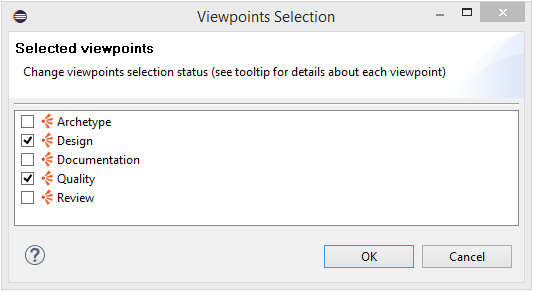 Viewpoints Selection
Selected viewpoints
Change viewpoints selection status (see tooltip for details about each viewpoint)
Archetype
Design
Documentation
Quality
Review
? OK Cancel